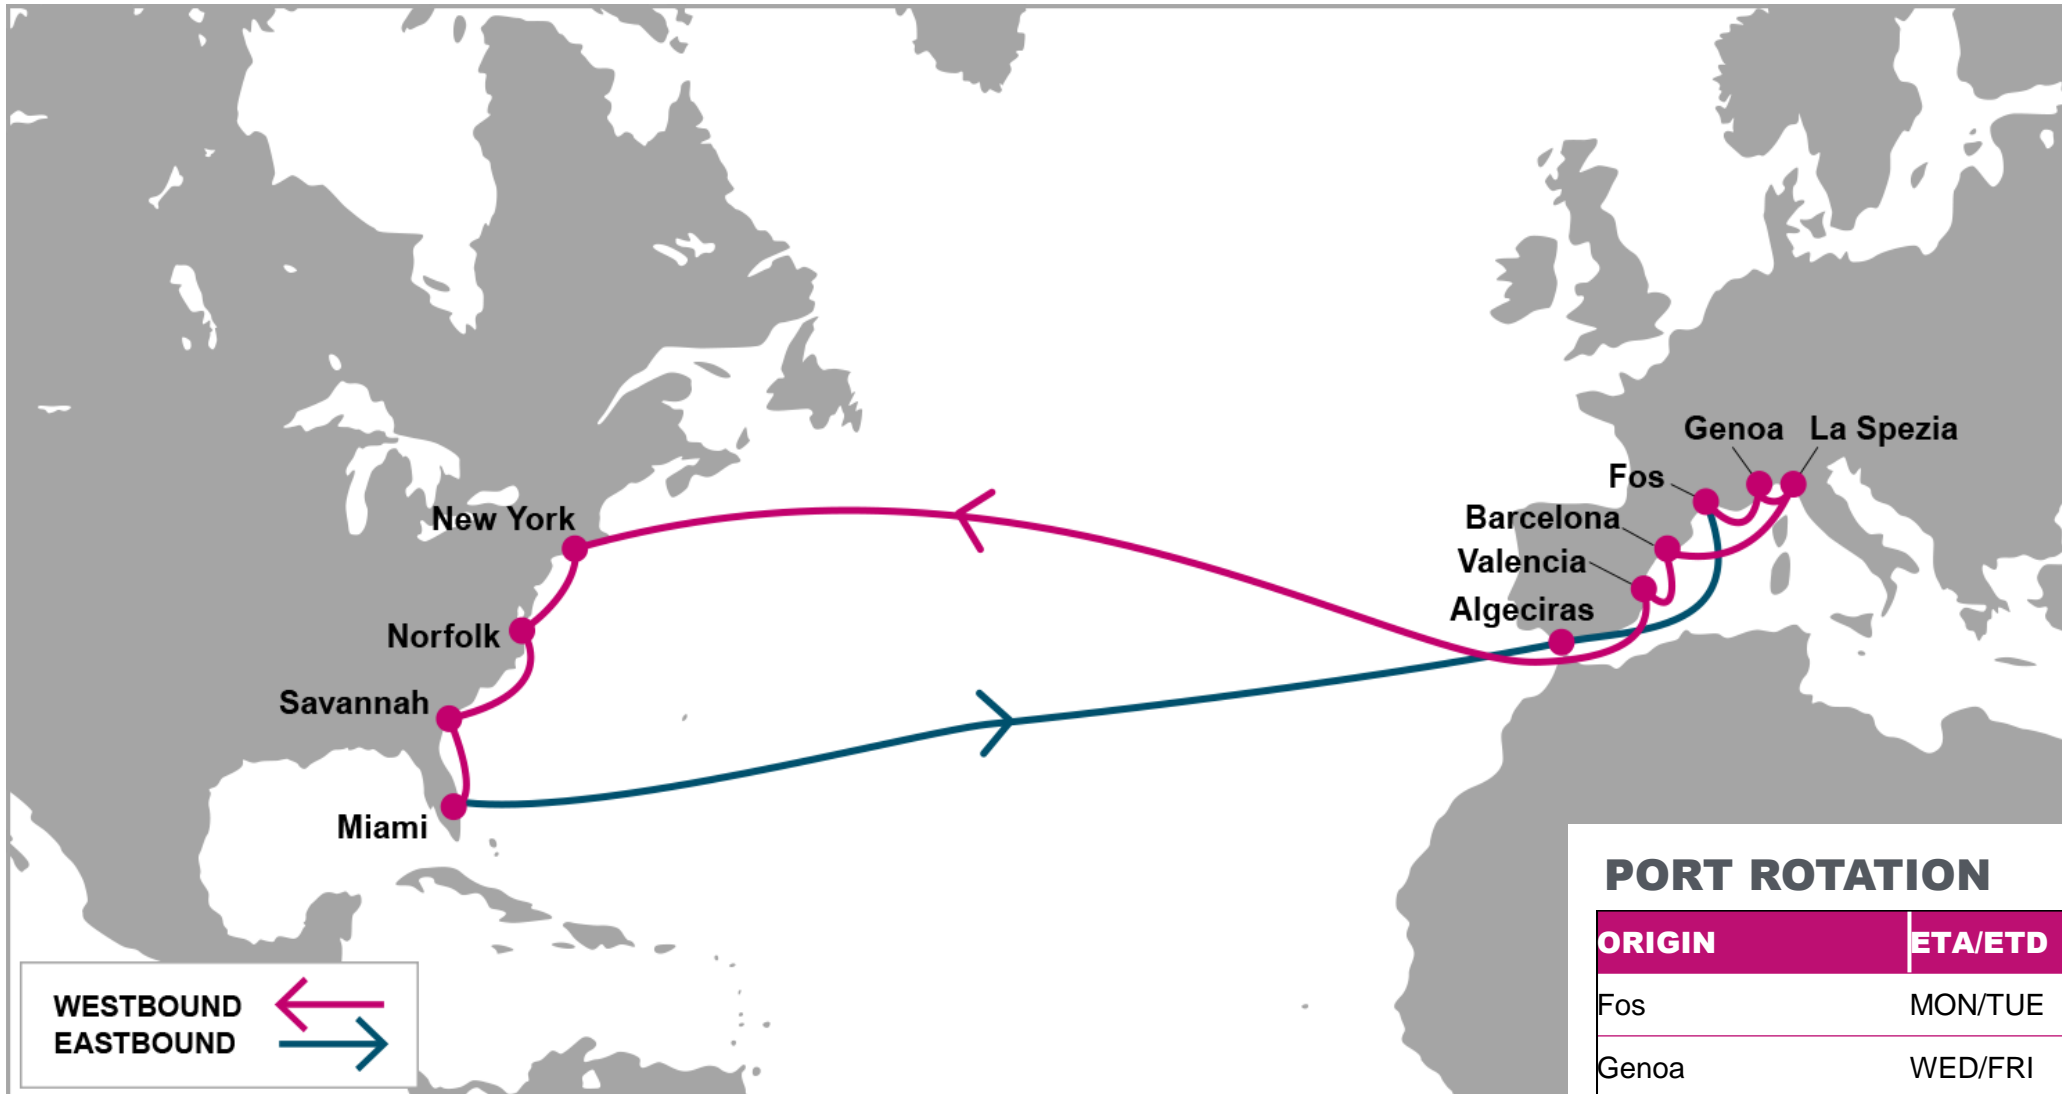 Genoa La Spezia
Fos
New York
Barcelona
Valencia
Algeciras
Norfolk
Savannah
Miami
PORT ROTATION
ORIGIN ETA/ETD
Fos MON/TUE
Genoa WED/FRI
WESTBOUND
EASTBOUND